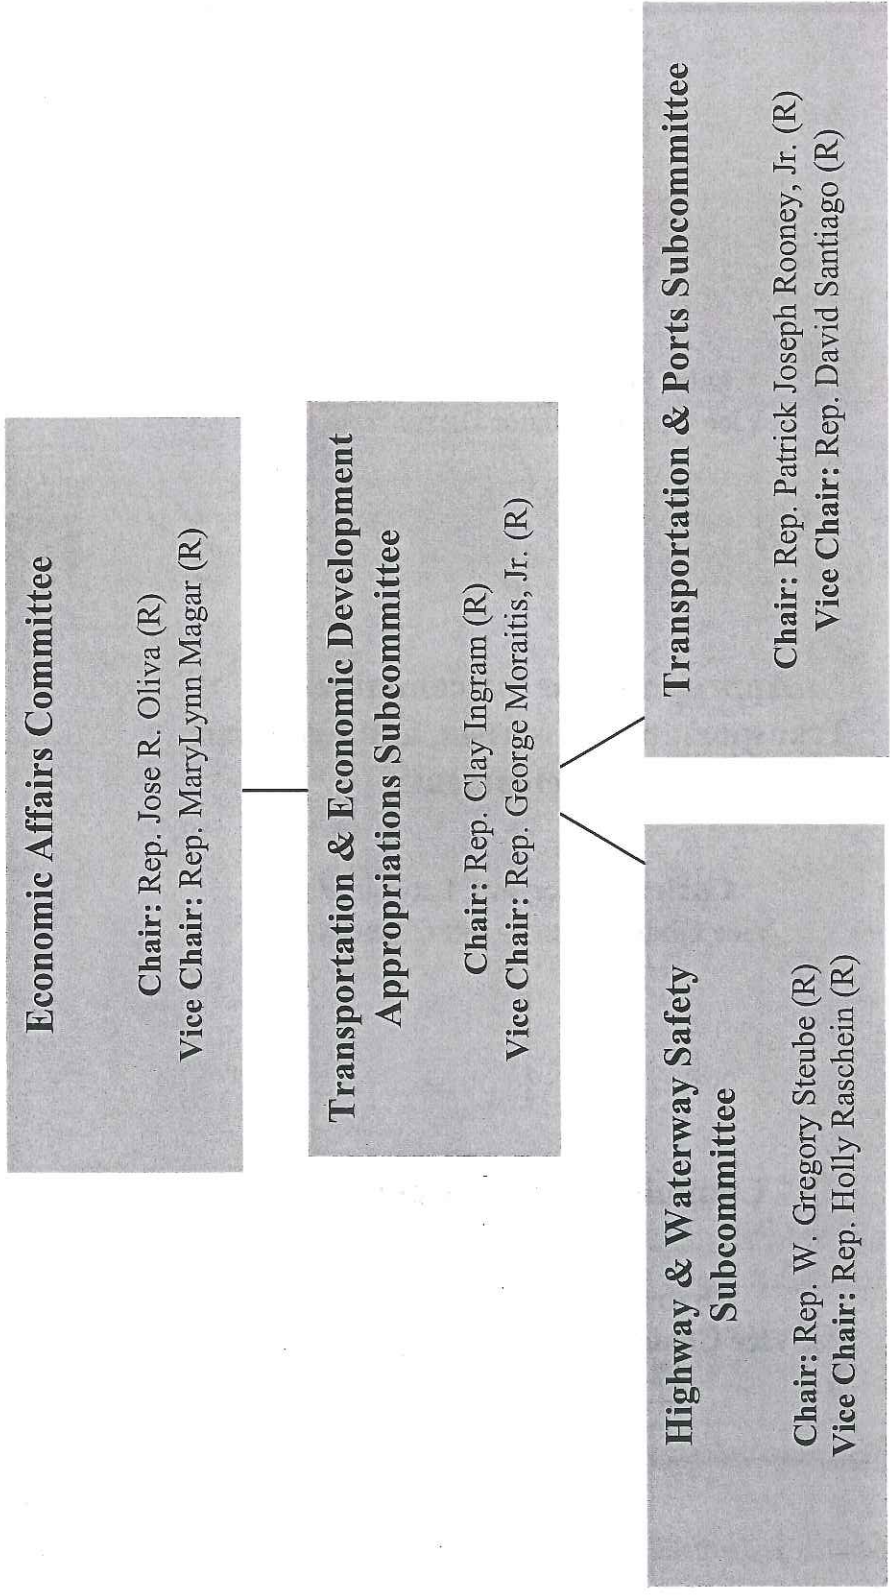 Economic Affairs Committee
Chair: Rep. Jose R. Oliva (R)
Vice Chair: Rep. MaryLynn Magar (R)
Transportation & Economic Development
Appropriations Subcommittee
Chair: Rep. Clay Ingram (R)
Vice Chair: Rep. George Moraitis, Jr. (R)
Highway & Waterway Safety
Subcommittee
Chair: Rep. W. Gregory Steube (R)
Vice Chair: Rep. Holly Raschein (R)
Transportation & Ports Subcommittee
Chair: Rep. Patrick Joseph Rooney, Jr. (R)
Vice Chair: Rep. David Santiago (R)